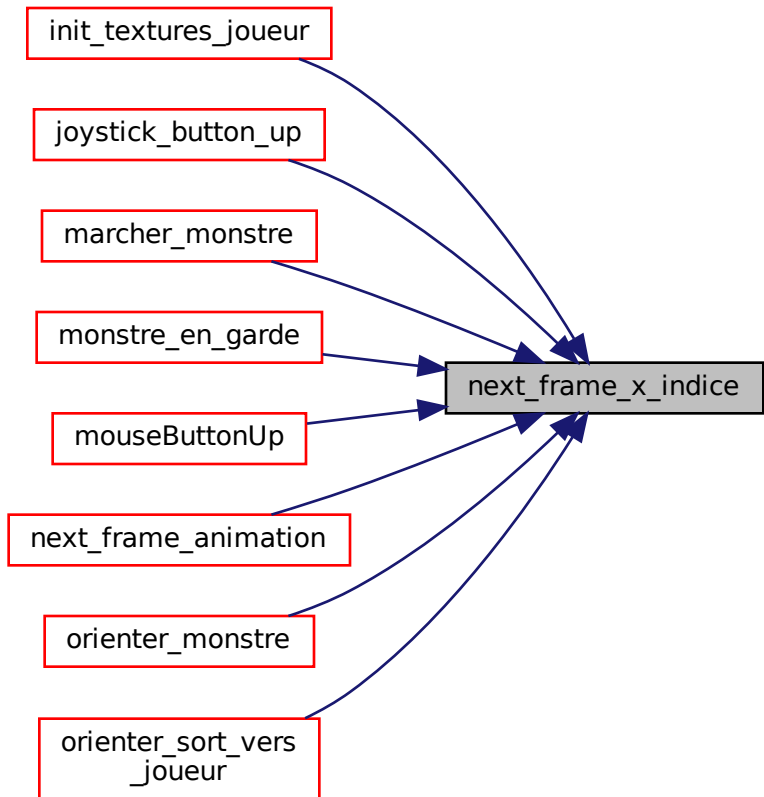 init_textures_joueur
joystick_button_up
marcher_monstre
monstre_en_garde
next_frame_x_indice
mouseButtonUp
next_frame_animation
orienter_monstre
orienter_sort_vers
_joueur